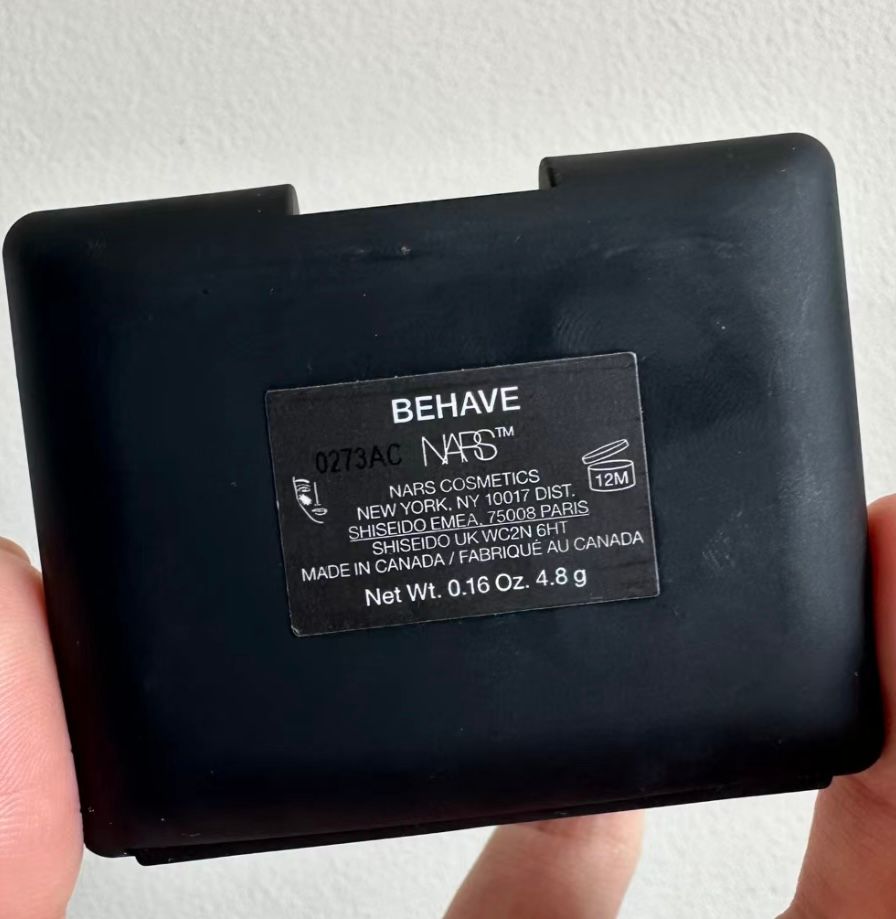 BEHAVE
0273AC NARS™
12M
NARS COSMETICS
NEW YORK, NY 10017 DIST.
SHISEIDO EMEA, 75008 PARIS
SHISEIDO UK WC2N 6HT
MADE IN CANADA / FABRIQUÉ AU CANADA
Net Wt. 0.16 Oz. 4.8 g